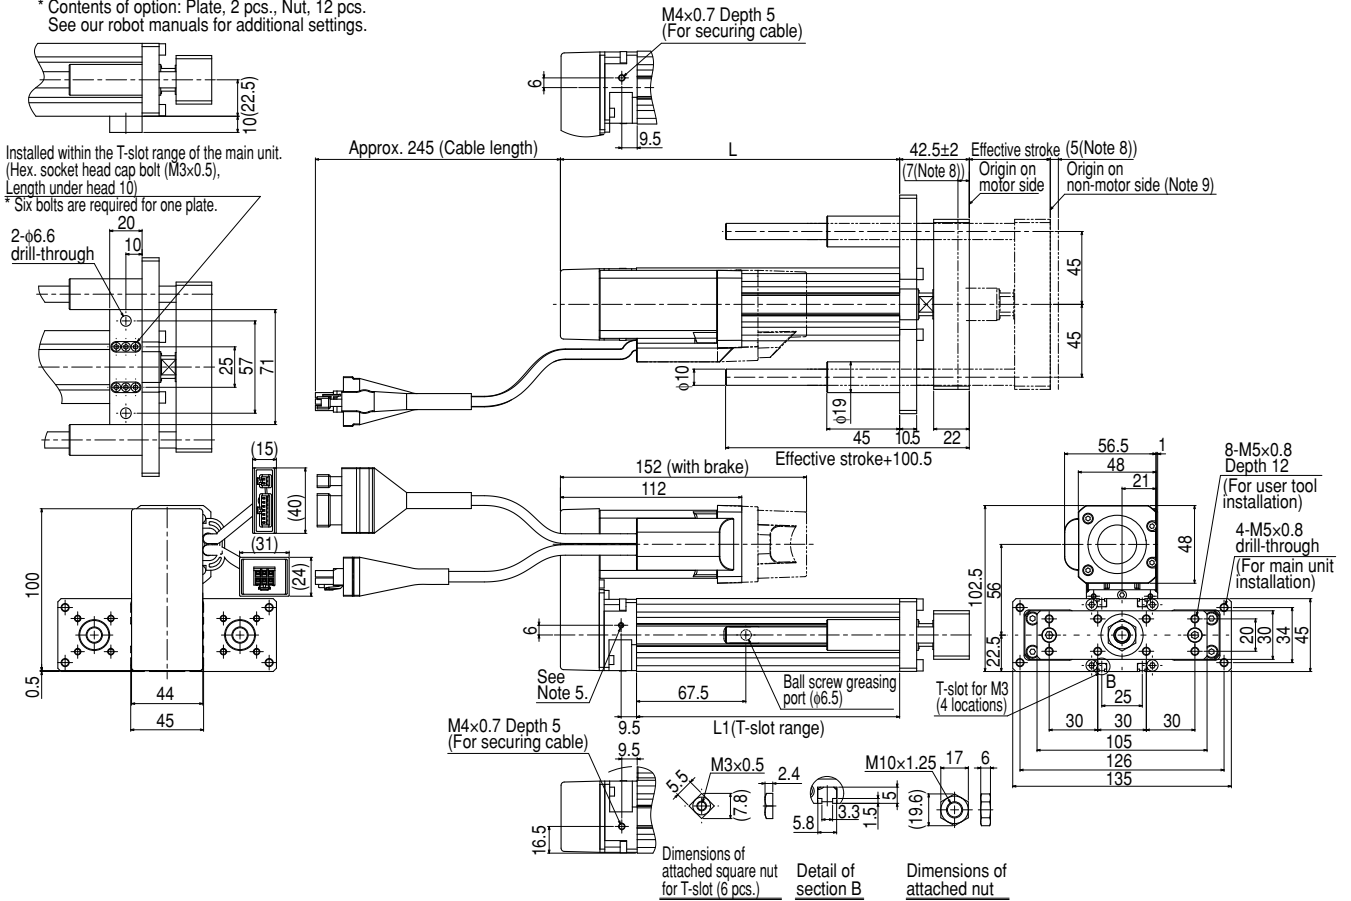 * Contents of option: Plate, 2 pcs., Nut, 12 pcs.
See our robot manuals for additional settings.
10(22.5)
Installed within the T-slot range of the main unit.
(Hex. socket head cap bolt (M3×0.5),
Length under head 10)
* Six bolts are required for one plate.
20
10
2-ϕ6.6
drill-through
25
57
71
M4×0.7 Depth 5
(For securing cable)
6
9.5
Approx. 245 (Cable length)
L
42.5±2
Effective stroke
(5(Note 8))
(7(Note 8))
Origin on
motor side
Origin on
non-motor side (Note 9)
45
45
ϕ10
ϕ19
45
10.5
22
Effective stroke+100.5
(15)
(40)
(31)
(24)
100
0.5
44
45
152 (with brake)
112
6
See
Note 5.
67.5
Ball screw greasing
port (ϕ6.5)
9.5
L1(T-slot range)
56.5
1
48
21
8-M5×0.8
Depth 12
(For user tool
installation)
4-M5×0.8
drill-through
(For main unit
installation)
48
102.5
56
22.5
20
30
34
45
T-slot for M3
(4 locations)
B
25
30
30
30
105
126
135
M4×0.7 Depth 5
(For securing cable)
9.5
16.5
5.5
M3×0.5
(7.8)
2.4
Dimensions of
attached square nut
for T-slot (6 pcs.)
5
1.5
3.3
5.8
Detail of
section B
M10×1.25
17
6
(19.6)
Dimensions of
attached nut